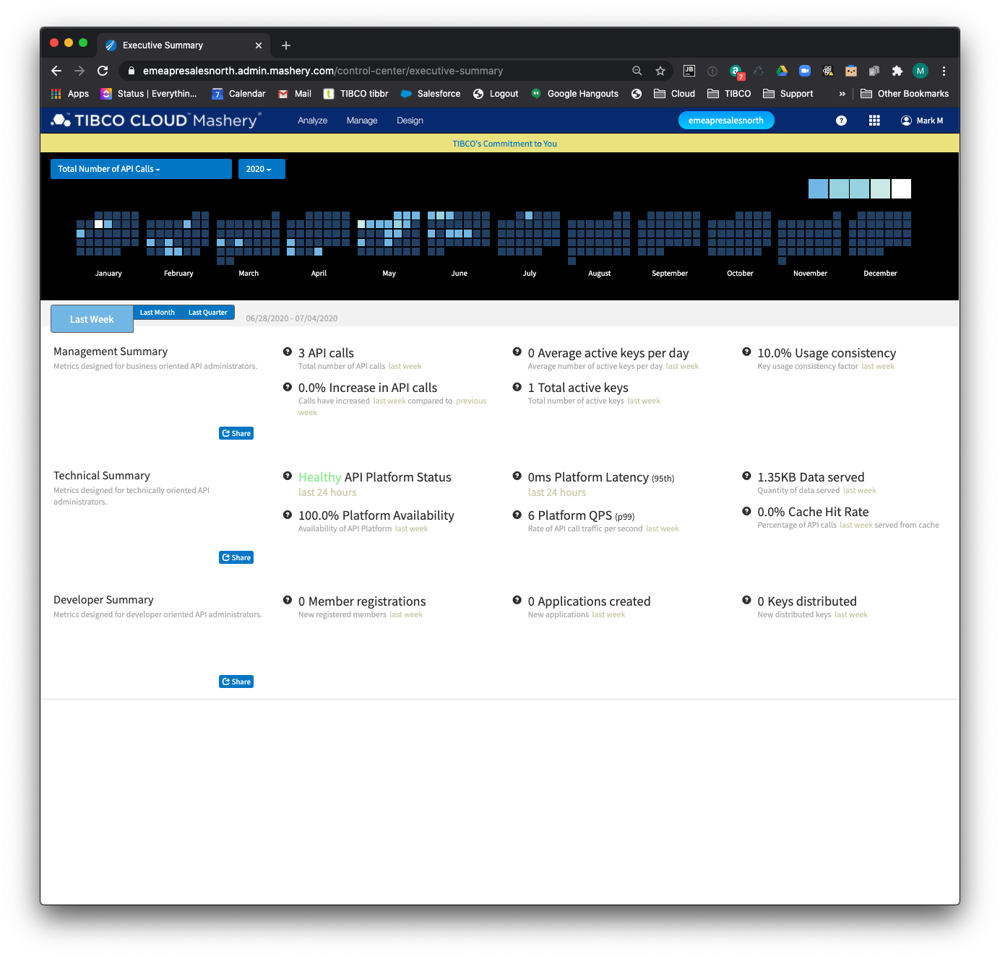 Executive Summary
emeapresalesnorth.admin.mashery.com/control-center/executive-summary
JB
7
M
Apps
Status | Everythin...
7 Calendar
Mail
t TIBCO tibbr
Salesforce
Logout
Google Hangouts
Cloud
TIBCO
Support
»
Other Bookmarks
TIBCO CLOUD™ Mashery®
Analyze
Manage
Design
emeapresalesnorth
?
Mark M
TIBCO's Commitment to You
Total Number of API Calls
2020
January
February
March
April
May
June
July
August
September
October
November
December
Last Week
Last Month
Last Quarter
06/28/2020 - 07/04/2020
Management Summary
Metrics designed for business oriented API administrators.
Share
? 3 API calls
Total number of API calls last week
? 0 Average active keys per day
Average number of active keys per day last week
? 10.0% Usage consistency
Key usage consistency factor last week
? 0.0% Increase in API calls
Calls have increased last week compared to previous
week
? 1 Total active keys
Total number of active keys last week
Technical Summary
Metrics designed for technically oriented API
administrators.
Share
? Healthy API Platform Status
last 24 hours
? 0ms Platform Latency (95th)
last 24 hours
? 1.35KB Data served
Quantity of data served last week
? 100.0% Platform Availability
Availability of API Platform last week
? 6 Platform QPS (p99)
Rate of API call traffic per second last week
? 0.0% Cache Hit Rate
Percentage of API calls last week served from cache
Developer Summary
Metrics designed for developer oriented API administrators.
Share
? 0 Member registrations
New registered members last week
? 0 Applications created
New applications last week
? 0 Keys distributed
New distributed keys last week